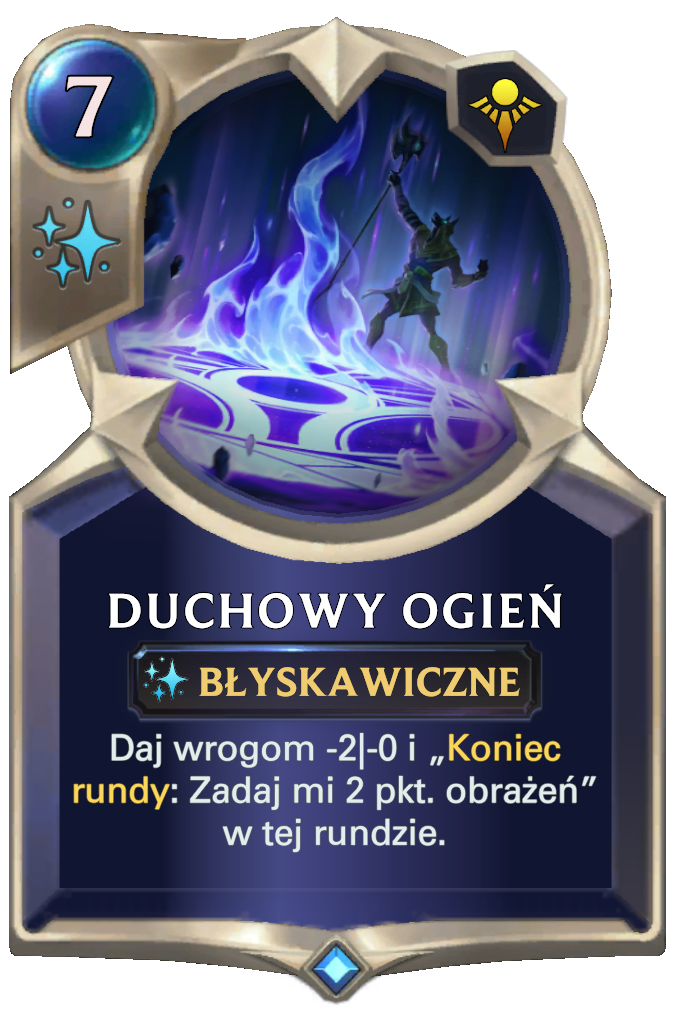 7
DUCHOWY OGIEŃ
BŁYSKAWICZNE
Daj wrogom -2|-0 i „Koniec
rundy: Zadaj mi 2 pkt. obrażeń”
w tej rundzie.